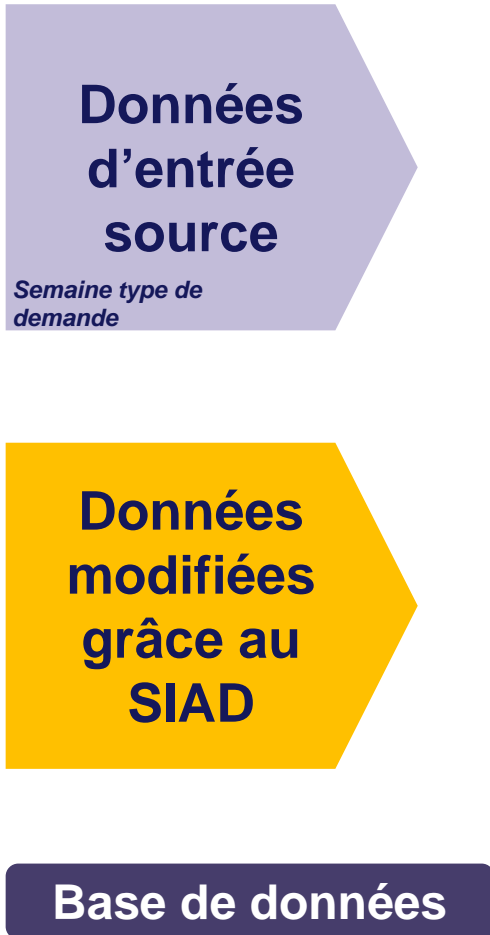 Données
d’entrée
source
Semaine type de
demande
Données
modifiées
grâce au
SIAD
Base de données